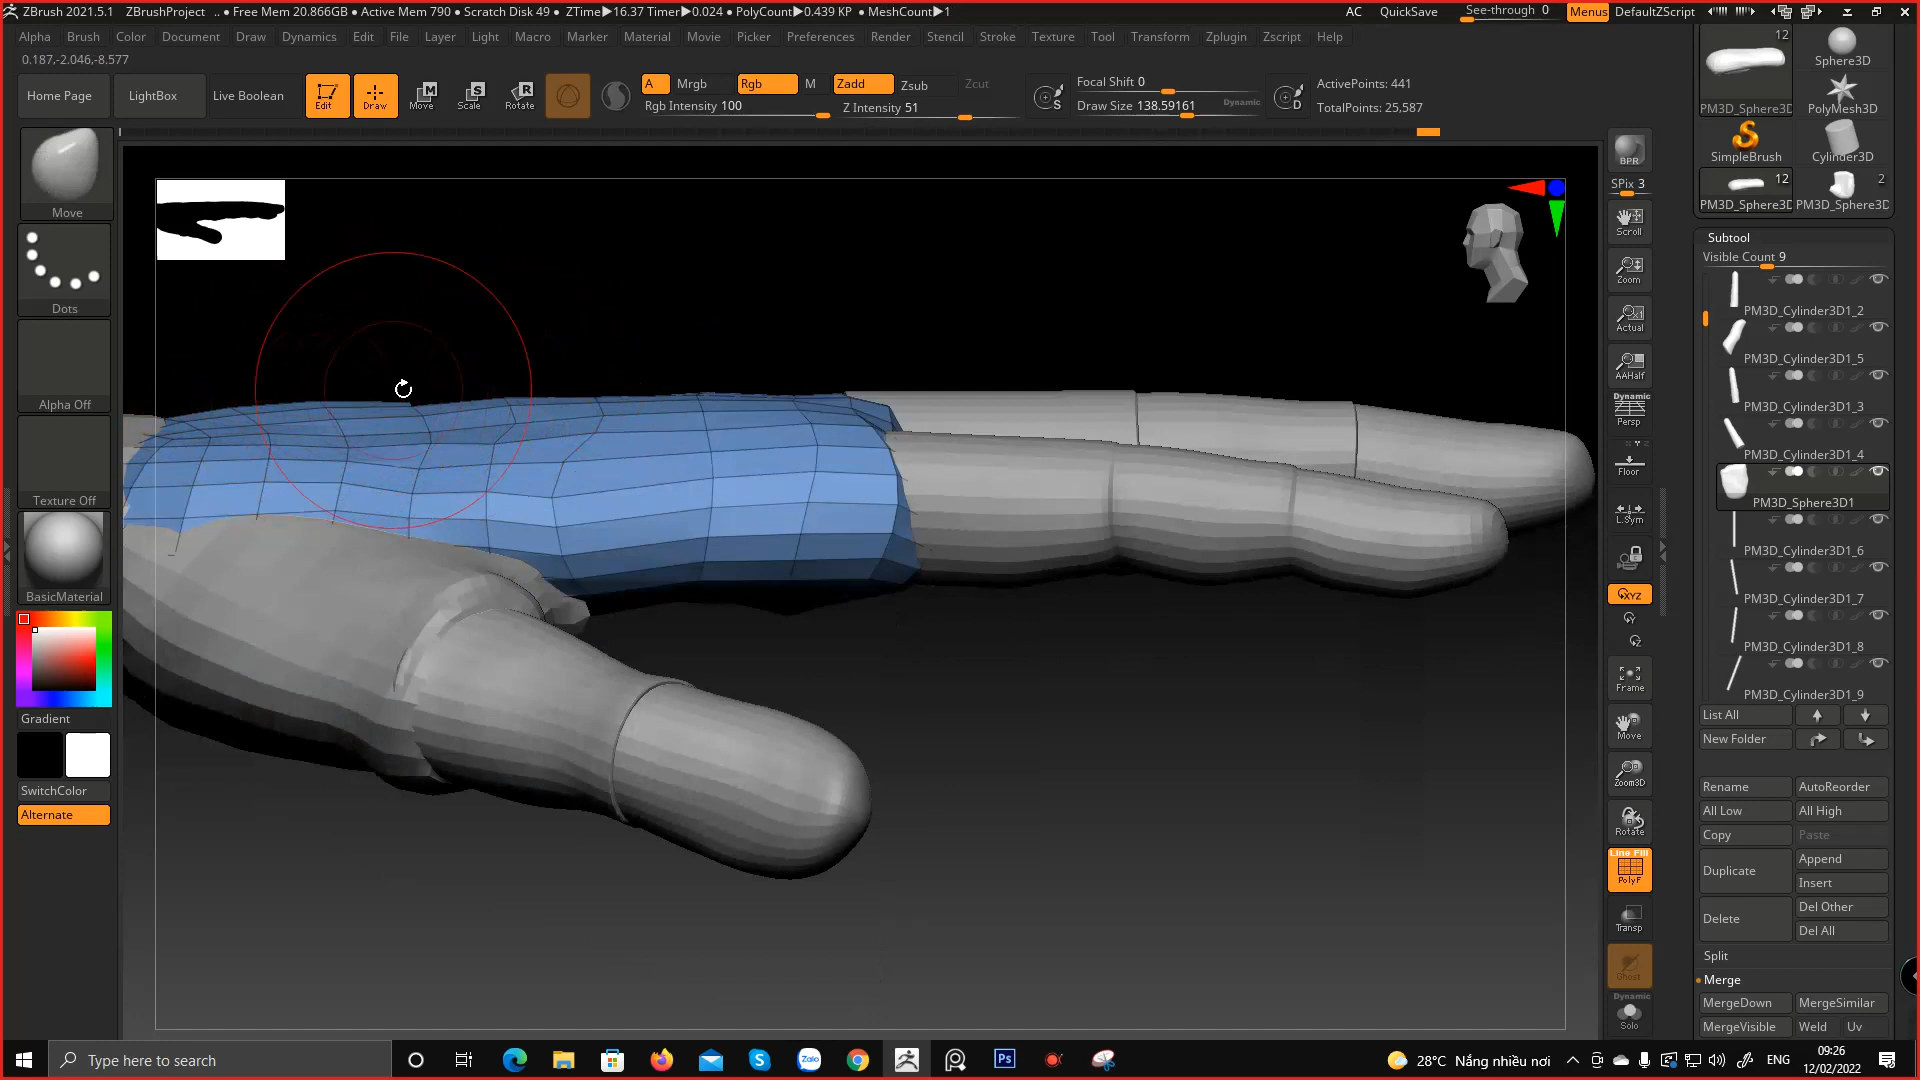 ZBrush 2021.5.1 ZBrushProject .. • Free Mem 20.866GB • Active Mem 790 • Scratch Disk 49 • ZTime▶16.37 Timer▶0.024 • PolyCount▶0.439 KP • MeshCount▶1 AC QuickSave See-through 0 Menus DefaultZScript
Alpha Brush Color Document Draw Dynamics Edit File Layer Light Macro Marker Material Movie Picker Preferences Render Stencil Stroke Texture Tool Transform Zplugin Zscript Help
0.187,-2.046,-8.577
Home Page LightBox Live Boolean Edit Draw Move Scale Rotate
A Mrgb Rgb M Zadd Zsub Zcut
Rgb Intensity 100 Z Intensity 51
Focal Shift 0
Draw Size 138.59161 Dynamic
ActivePoints: 441
TotalPoints: 25,587
Move
Dots
Alpha Off
Texture Off
BasicMaterial
Gradient
SwitchColor
Alternate
BPR
SPix 3
Scroll
Zoom
Actual
AAHalf
Dynamic
Persp
Floor
L.Sym
XYZ
Frame
Move
Zoom3D
Rotate
Line Fill
PolyF
Transp
Ghost
Dynamic
Solo
12
PM3D_Sphere3D Sphere3D
PolyMesh3D
SimpleBrush Cylinder3D
12 2
PM3D_Sphere3D PM3D_Sphere3D
Subtool
Visible Count 9
PM3D_Cylinder3D1_2
PM3D_Cylinder3D1_5
PM3D_Cylinder3D1_3
PM3D_Cylinder3D1_4
PM3D_Sphere3D1
PM3D_Cylinder3D1_6
PM3D_Cylinder3D1_7
PM3D_Cylinder3D1_8
PM3D_Cylinder3D1_9
List All
New Folder
Rename AutoReorder
All Low All High
Copy Paste
Duplicate Append
Insert
Delete Del Other
Del All
Split
Merge
MergeDown MergeSimilar
MergeVisible Weld Uv
Type here to search
Zalo
Ps
28°C Nắng nhiều nơi
ENG
09:26
12/02/2022